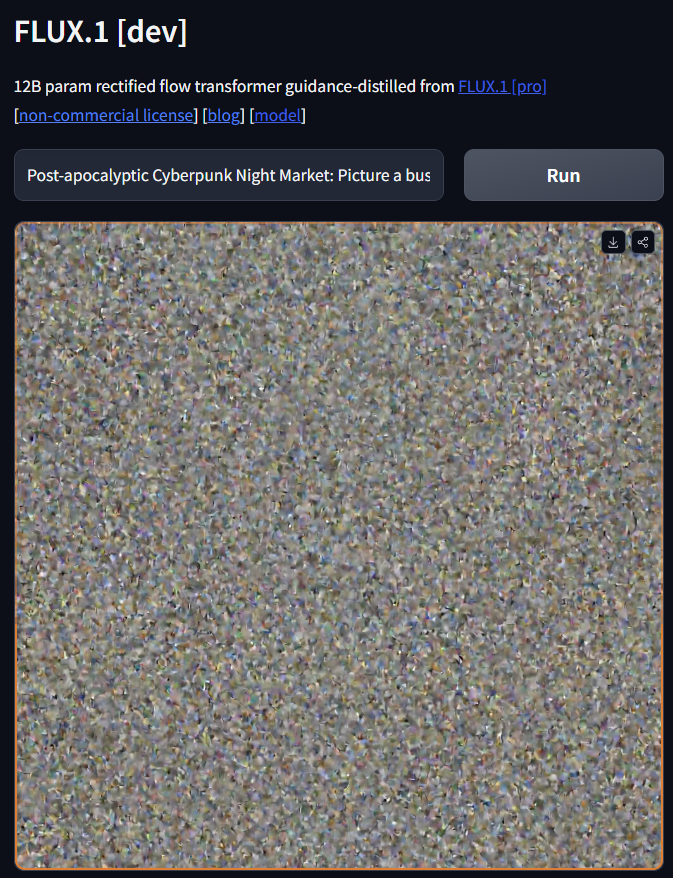 FLUX.1 [dev]
12B param rectified flow transformer guidance-distilled from FLUX.1 [pro]
[non-commercial license] [blog] [model]
Post-apocalyptic Cyberpunk Night Market: Picture a bus
Run